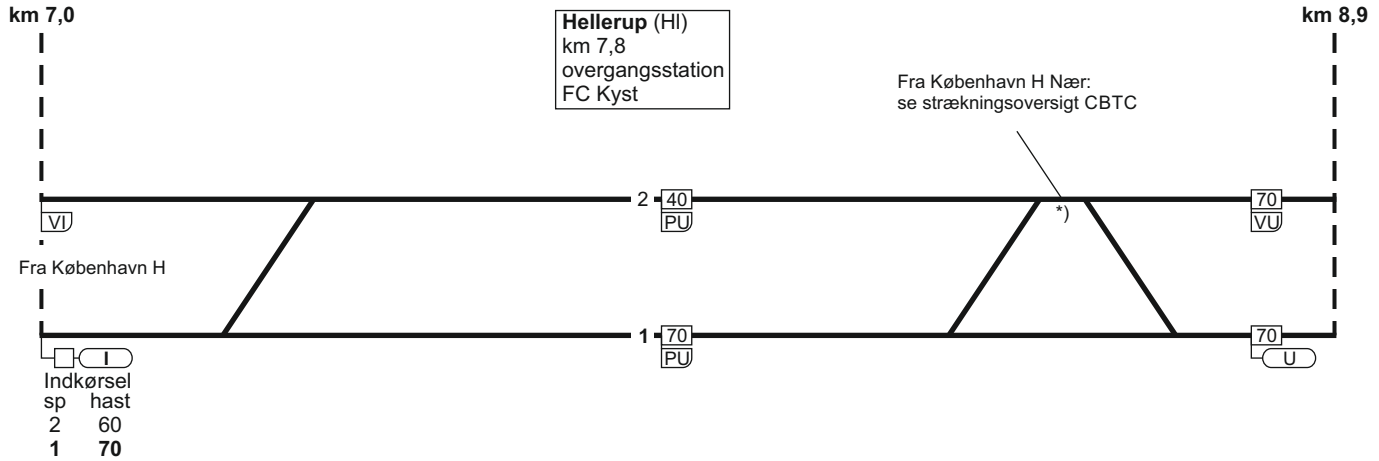 km 7,0
km 8,9
Hellerup (Hl)
km 7,8
overgangsstation
FC Kyst
Fra København H Nær:
se strækningsoversigt CBTC
2 40 70
VI PU *) VU
Fra København H
1 70 70
I PU U
Indkørsel
sp hast
2 60
1 70